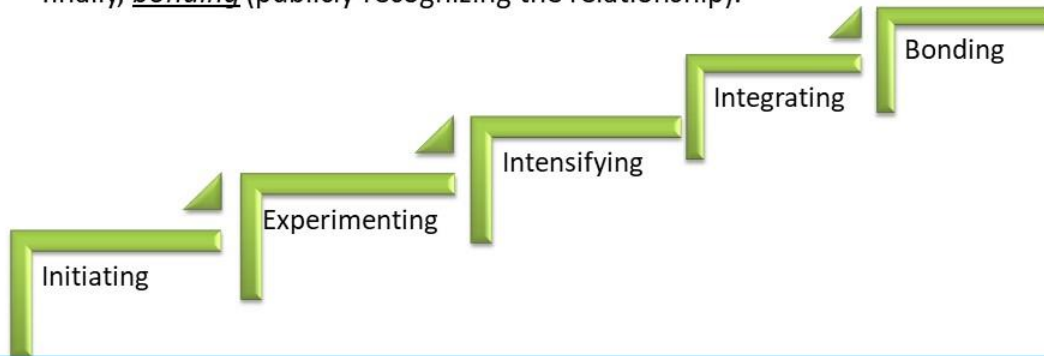 finally, bonding (publicly recognizing the relationship).
Bonding
Integrating
Intensifying
Experimenting
Initiating